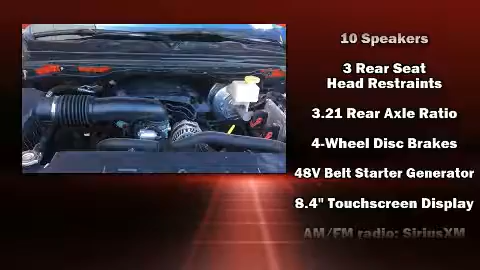 10 Speakers
3 Rear Seat
Head Restraints
3.21 Rear Axle Ratio
4-Wheel Disc Brakes
48V Belt Starter Generator
8.4" Touchscreen Display
AM/FM radio: SiriusXM